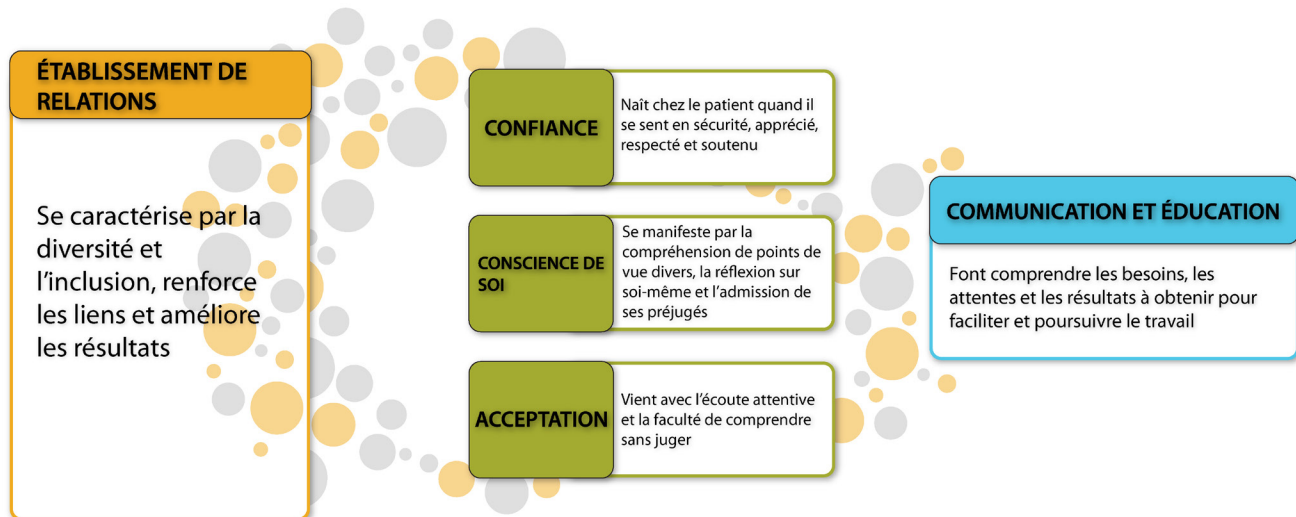 ÉTABLISSEMENT DE
RELATIONS
Se caractérise par la
diversité et
l’inclusion, renforce
les liens et améliore
les résultats
CONFIANCE
Naît chez le patient quand il
se sent en sécurité, apprécié,
respecté et soutenu
CONSCIENCE DE
SOI
Se manifeste par la
compréhension de points de
vue divers, la réflexion sur
soi-même et l’admission de
ses préjugés
ACCEPTATION
Vient avec l’écoute attentive
et la faculté de comprendre
sans juger
COMMUNICATION ET ÉDUCATION
Font comprendre les besoins, les
attentes et les résultats à obtenir pour
faciliter et poursuivre le travail